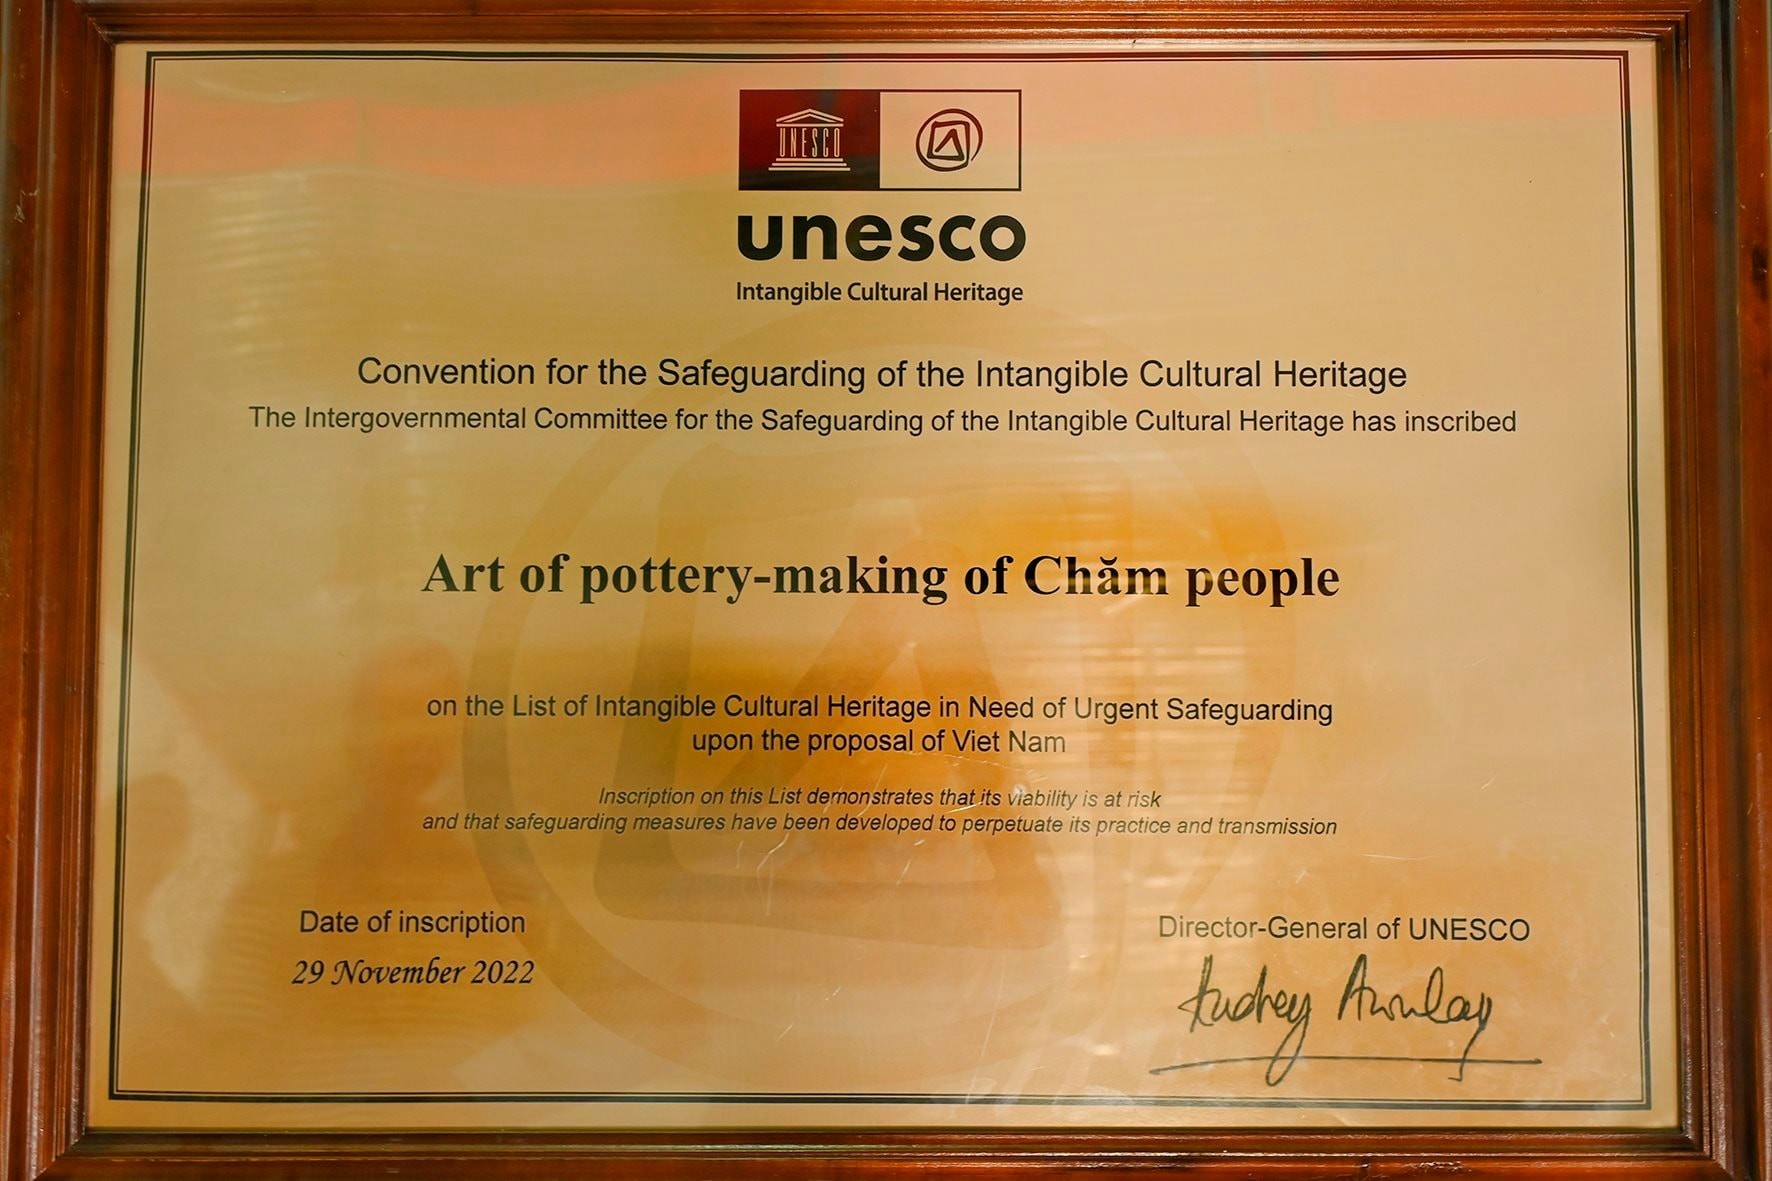 UNESCO
unesco
Intangible Cultural Heritage
Convention for the Safeguarding of the Intangible Cultural Heritage
The Intergovernmental Committee for the Safeguarding of the Intangible Cultural Heritage has inscribed
Art of pottery-making of Chăm people
on the List of Intangible Cultural Heritage in Need of Urgent Safeguarding
upon the proposal of Viet Nam
Inscription on this List demonstrates that its viability is at risk
and that safeguarding measures have been developed to perpetuate its practice and transmission
Date of inscription
29 November 2022
Director-General of UNESCO
Audrey Azoulay